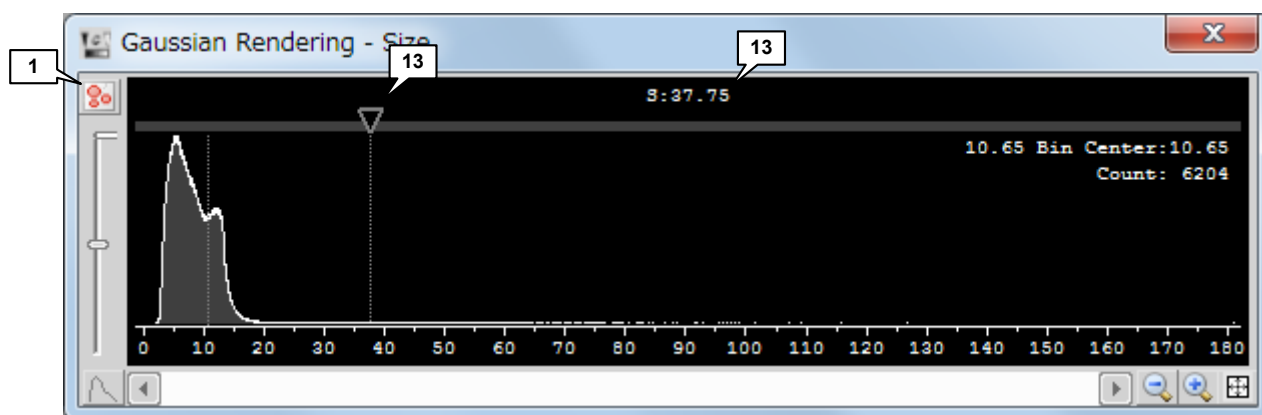 Gaussian Rendering - Size
1
13
13
S:37.75
10.65 Bin Center:10.65
Count: 6204
0 10 20 30 40 50 60 70 80 90 100 110 120 130 140 150 160 170 180